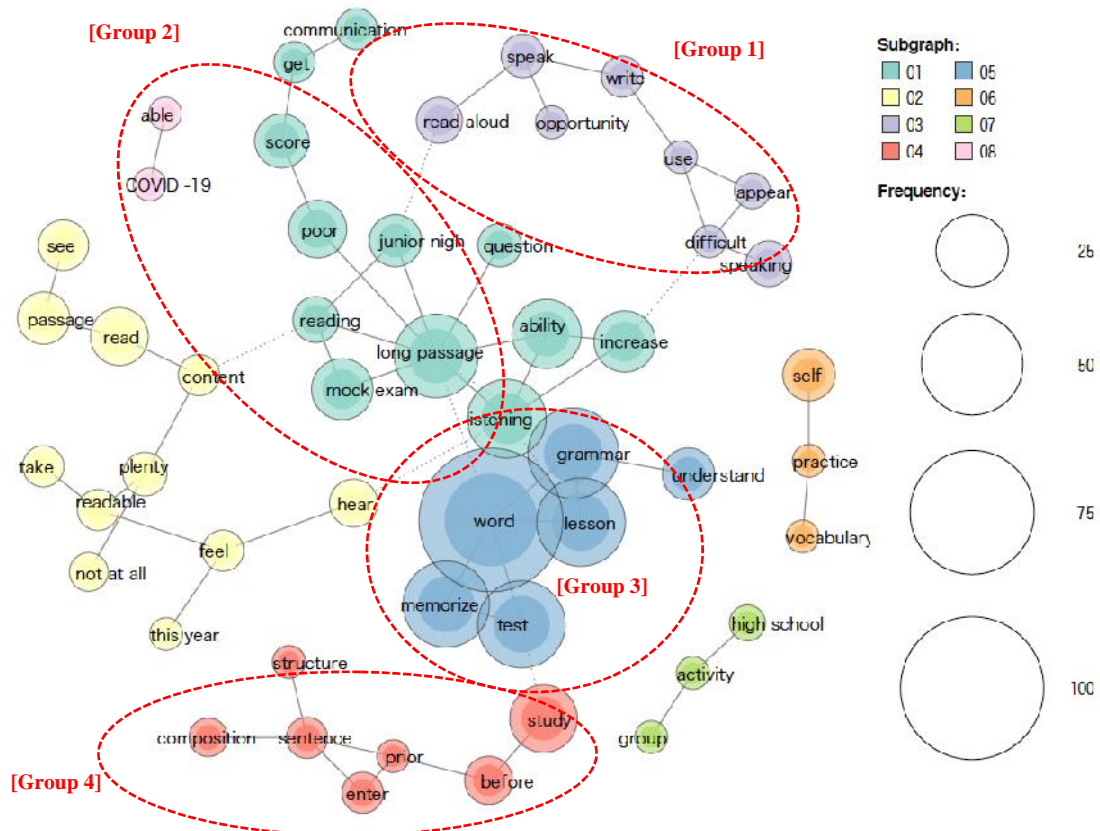 communication
[Group 2]
[Group 1]
get
speak
write
able
read aloud
opportunity
score
use
COVID -19
appear
see
poor
junior nigh
question
difficult
speaking
passage
read
reading
long passage
ability
increase
content
mock exam
self
istching
take
plenty
grammar
practice
readable
hear
understand
word
lesson
vocabulary
feel
not at all
[Group 3]
memorize
test
this year
high school
structure
activity
study
composition
sentence
group
prior
before
[Group 4]
enter
Subgraph:
01 05
02 06
03 07
04 08
Frequency:
25
50
75
100